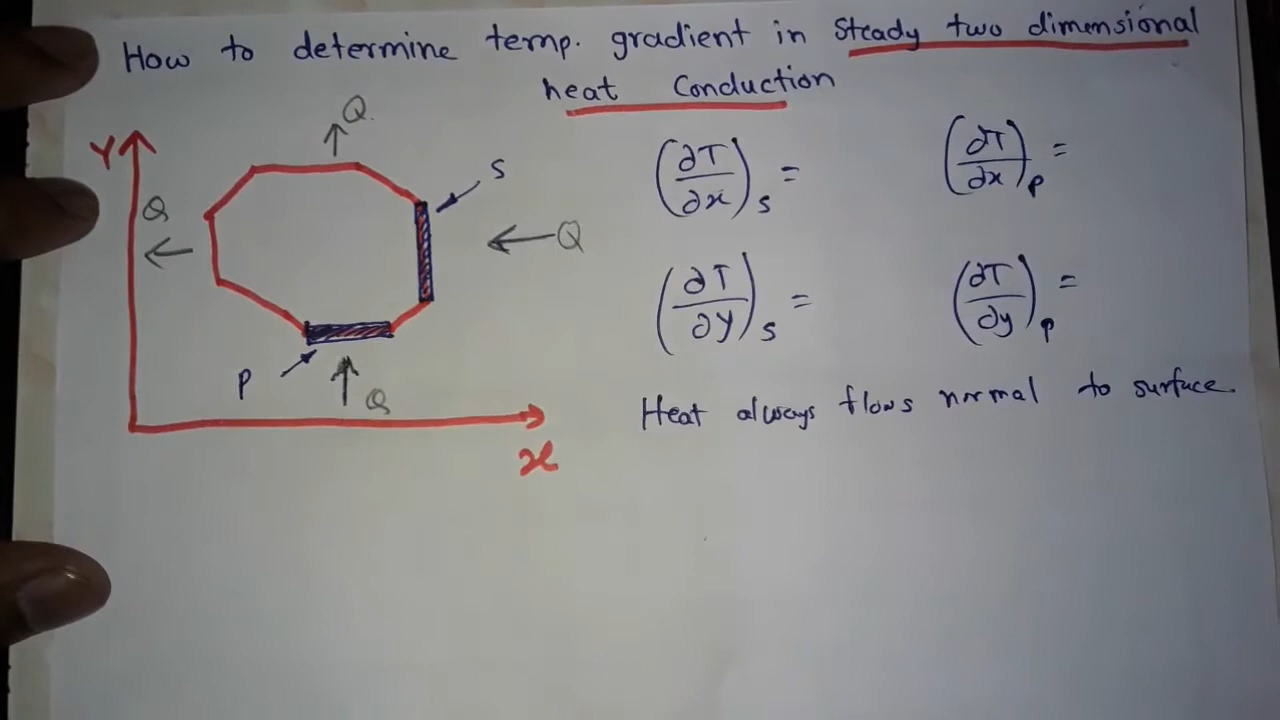 How to determine temp. gradient in Steady two dimensional
heat Conduction
Q
Y
S
Q
Q
(∂T/∂x)S =
(∂T/∂x)P =
(∂T/∂y)S =
(∂T/∂y)P =
P
Q
x
Heat always flows normal to surface.